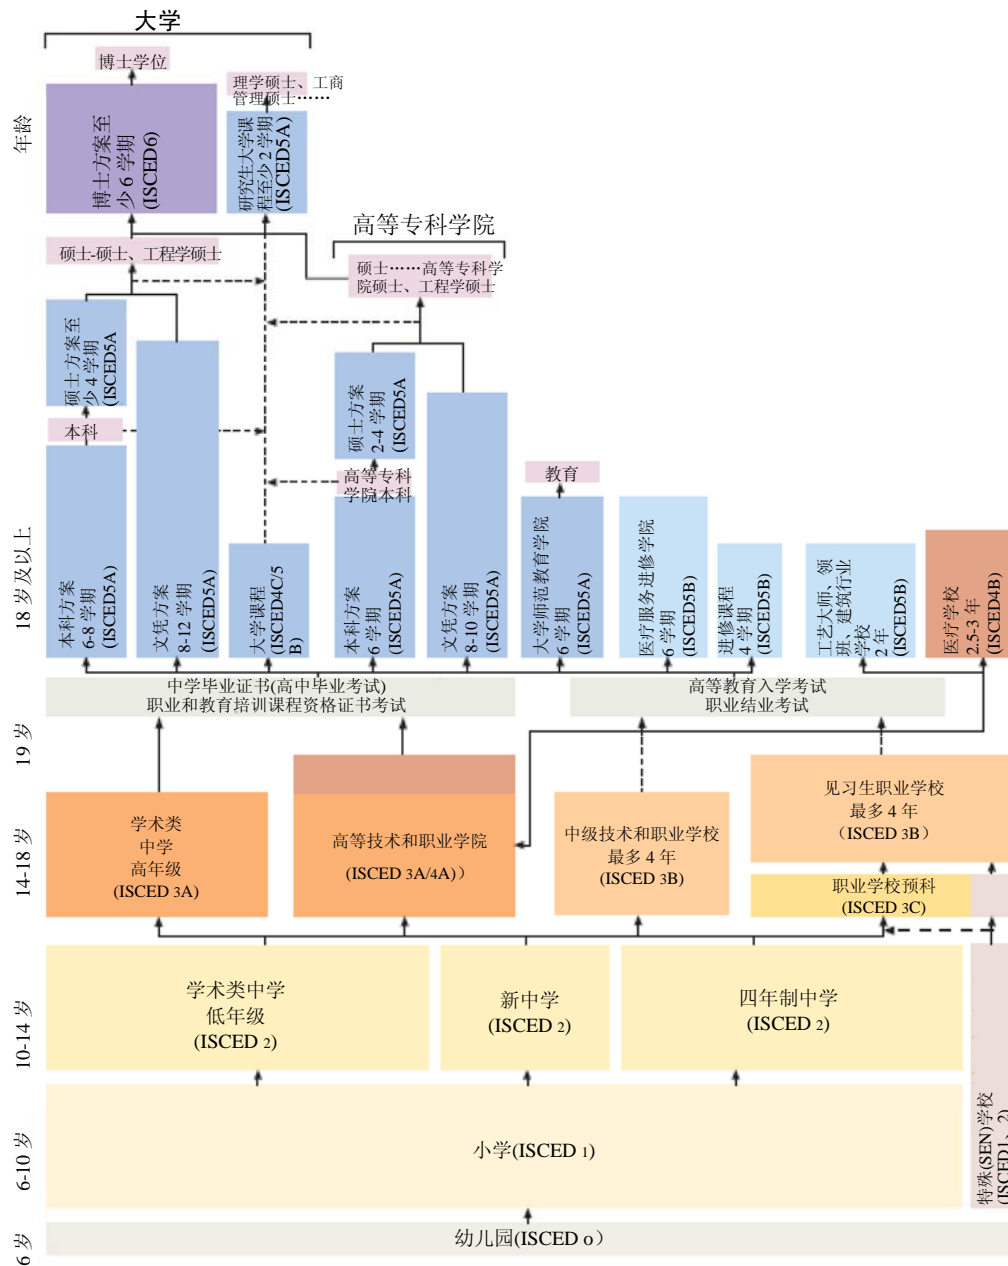 大学
博士学位
理学硕士、工商
管理硕士……
年龄
博士方案至
少 6 学期
(ISCED6)
研究生大学课
程至少 2 学期
(ISCED5A)
高等专科学院
硕士-硕士、工程学硕士
硕士……高等专科学
院硕士、工程学硕士
硕士方案至
少 4 学期
(ISCED5A
硕士方案
2-4 学期
(ISCED5A
本科
高等专科
学院本科
教育
18 岁及以上
本科方案
6-8 学期
(ISCED5A)
文凭方案
8-12 学期
(ISCED5A)
大学课程
(ISCED4C/5
B)
本科方案
6 学期
(ISCED5A)
文凭方案
8-10 学期
(ISCED5A)
大学师范教育学院
6 学期
(ISCED5A)
医疗服务进修学院
6 学期
(ISCED5B)
进修课程
4 学期
(ISCED5B)
工艺大师、领
班、建筑行业
学校
2 年
(ISCED5B)
医疗学校
2.5-3 年
(ISCED4B)
中学毕业证书(高中毕业考试)
职业和教育培训课程资格证书考试
高等教育入学考试
职业结业考试
19 岁
14-18 岁
学术类
中学
高年级
(ISCED 3A)
高等技术和职业学院
(ISCED 3A/4A))
中级技术和职业学校
最多 4 年
(ISCED 3B)
见习生职业学校
最多 4 年
(ISCED 3B)
职业学校预科
(ISCED 3C)
10-14 岁
学术类中学
低年级
(ISCED 2)
新中学
(ISCED 2)
四年制中学
(ISCED 2)
6-10 岁
小学(ISCED 1)
特殊(SEN)学校
(ISCED1、2)
6 岁
幼儿园(ISCED o)